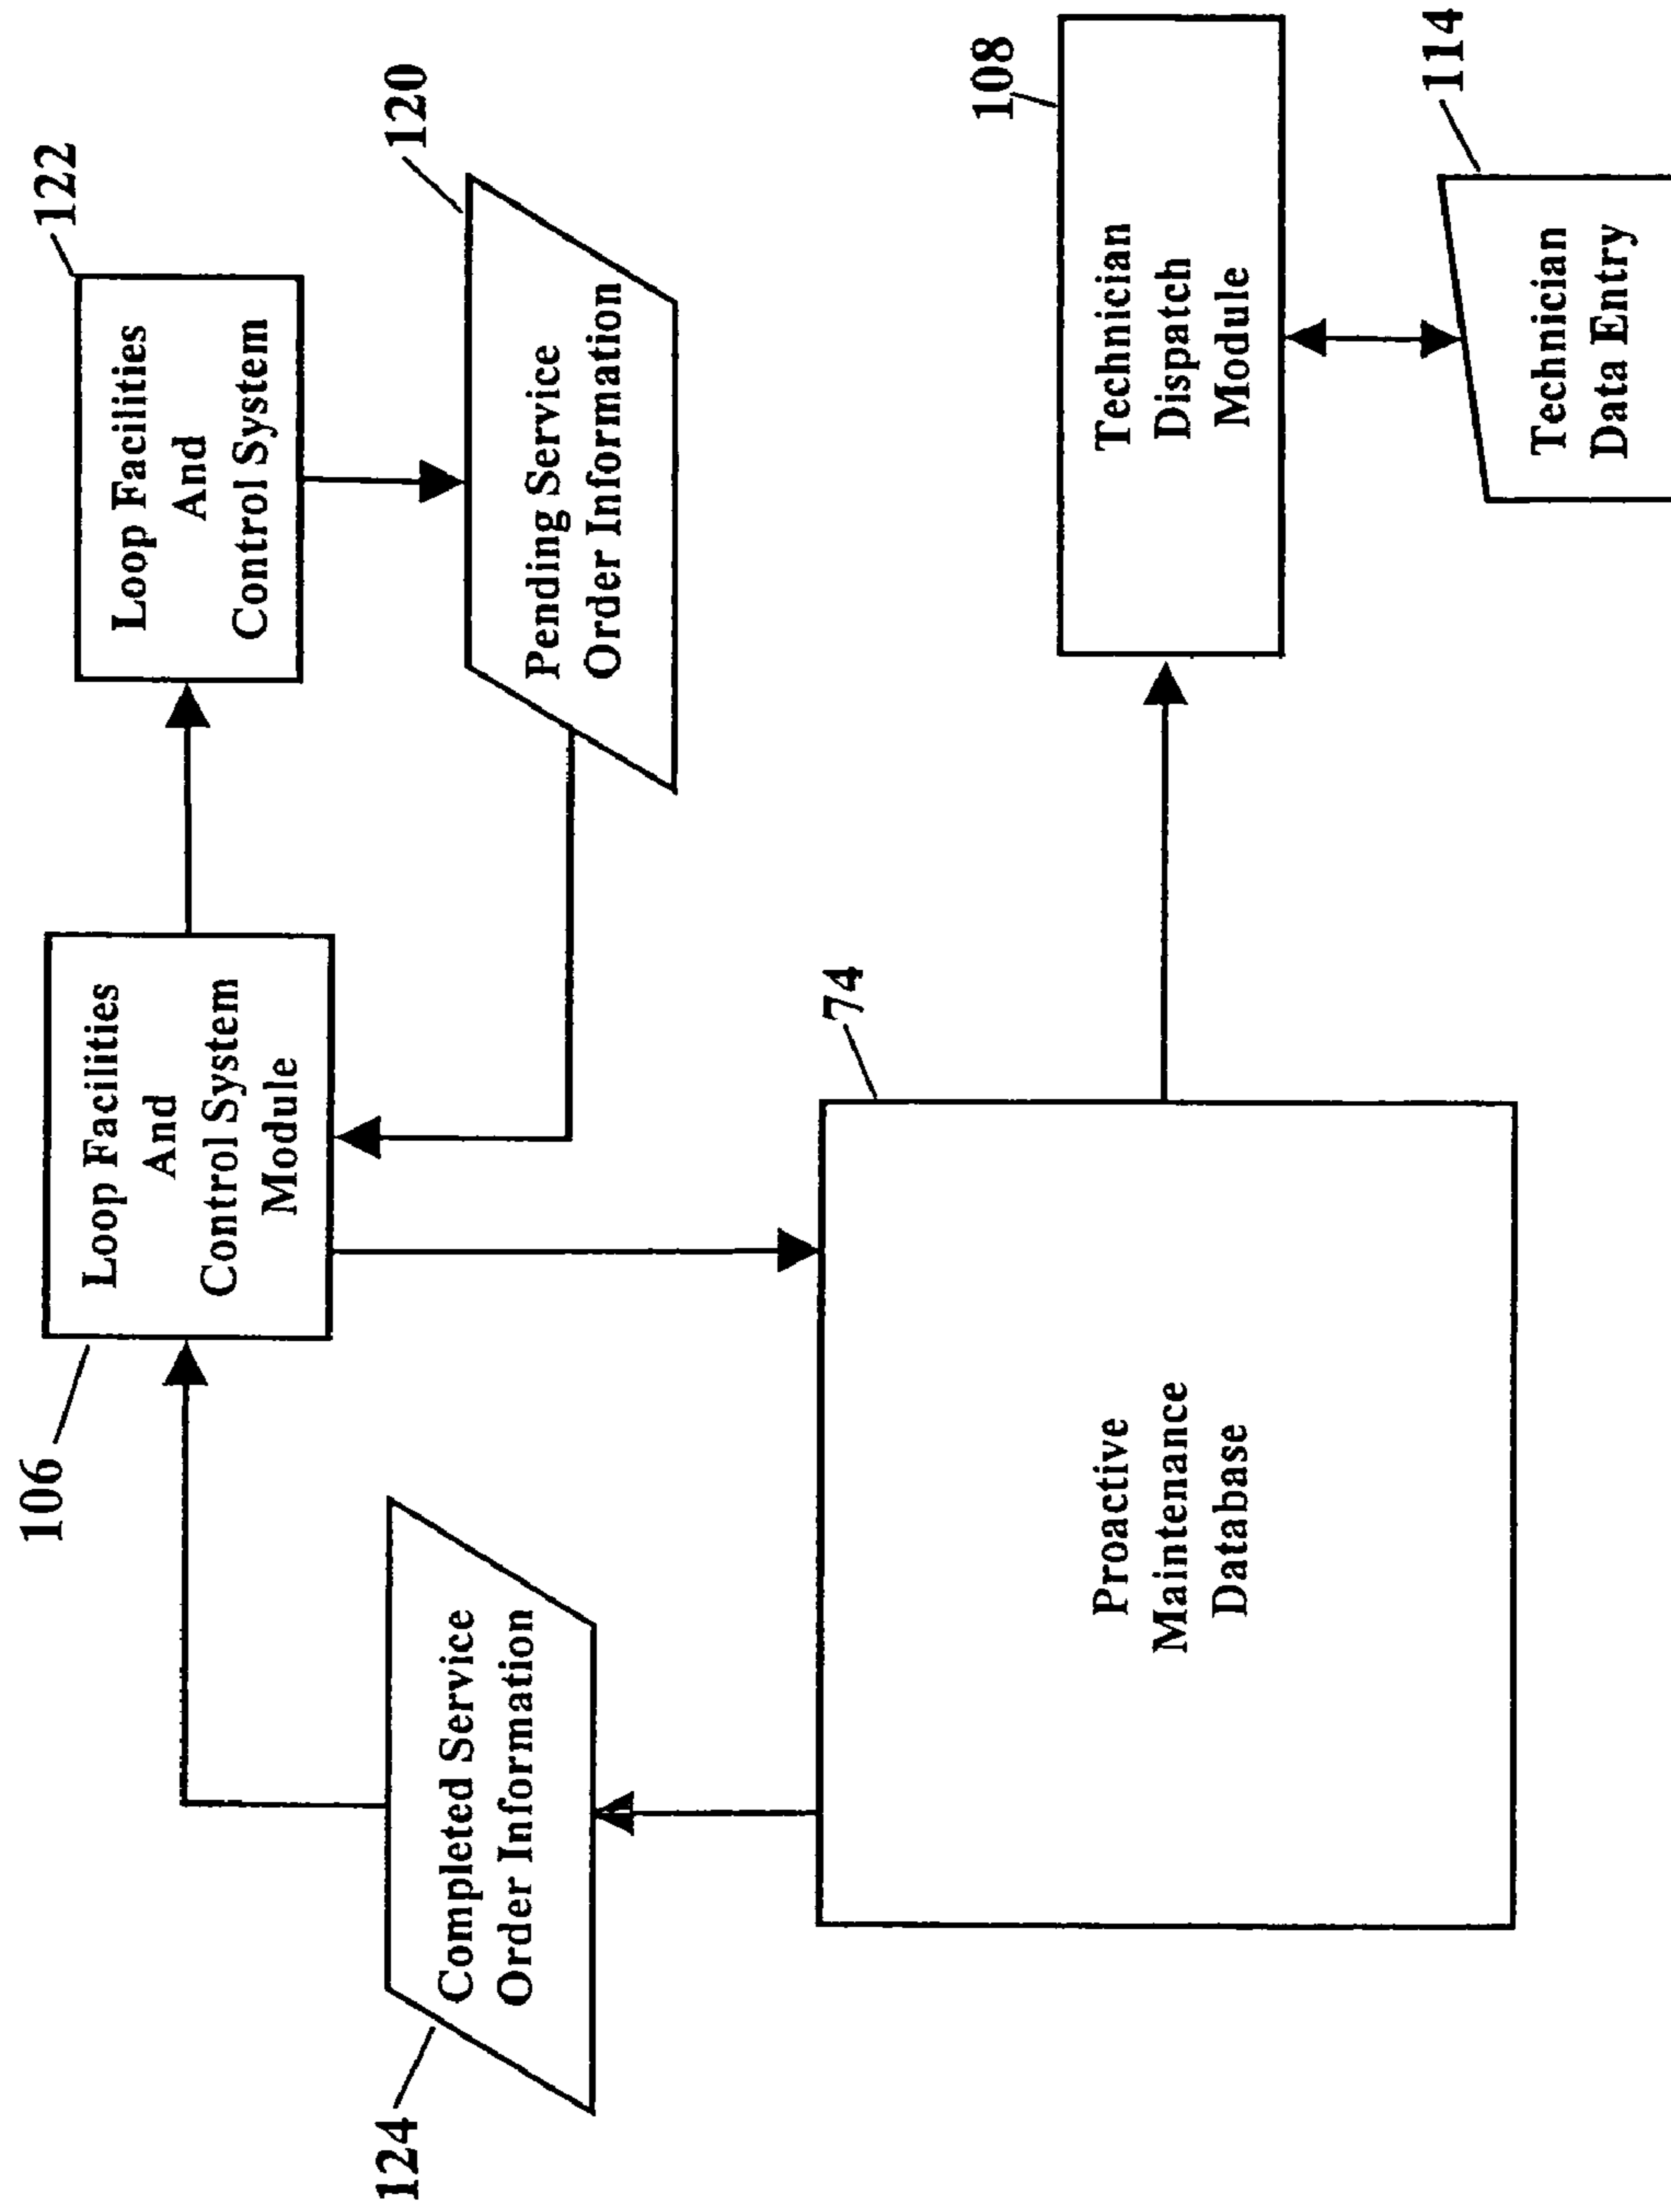 106
Loop Facilities
And
Control System
Module
122
Loop Facilities
And
Control System
124
Completed Service
Order Information
120
Pending Service
Order Information
74
Proactive
Maintenance
Database
108
Technician
Dispatch
Module
114
Technician
Data Entry